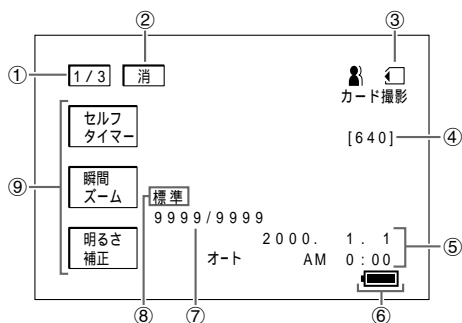 ② ③
① 1/3 消
カード撮影
セルフ
タイマー
[640] ④
⑨ 瞬間
ズーム
標準
9999/9999
2000. 1. 1
明るさ
補正
オート AM 0:00 ⑤
⑧ ⑦ ⑥